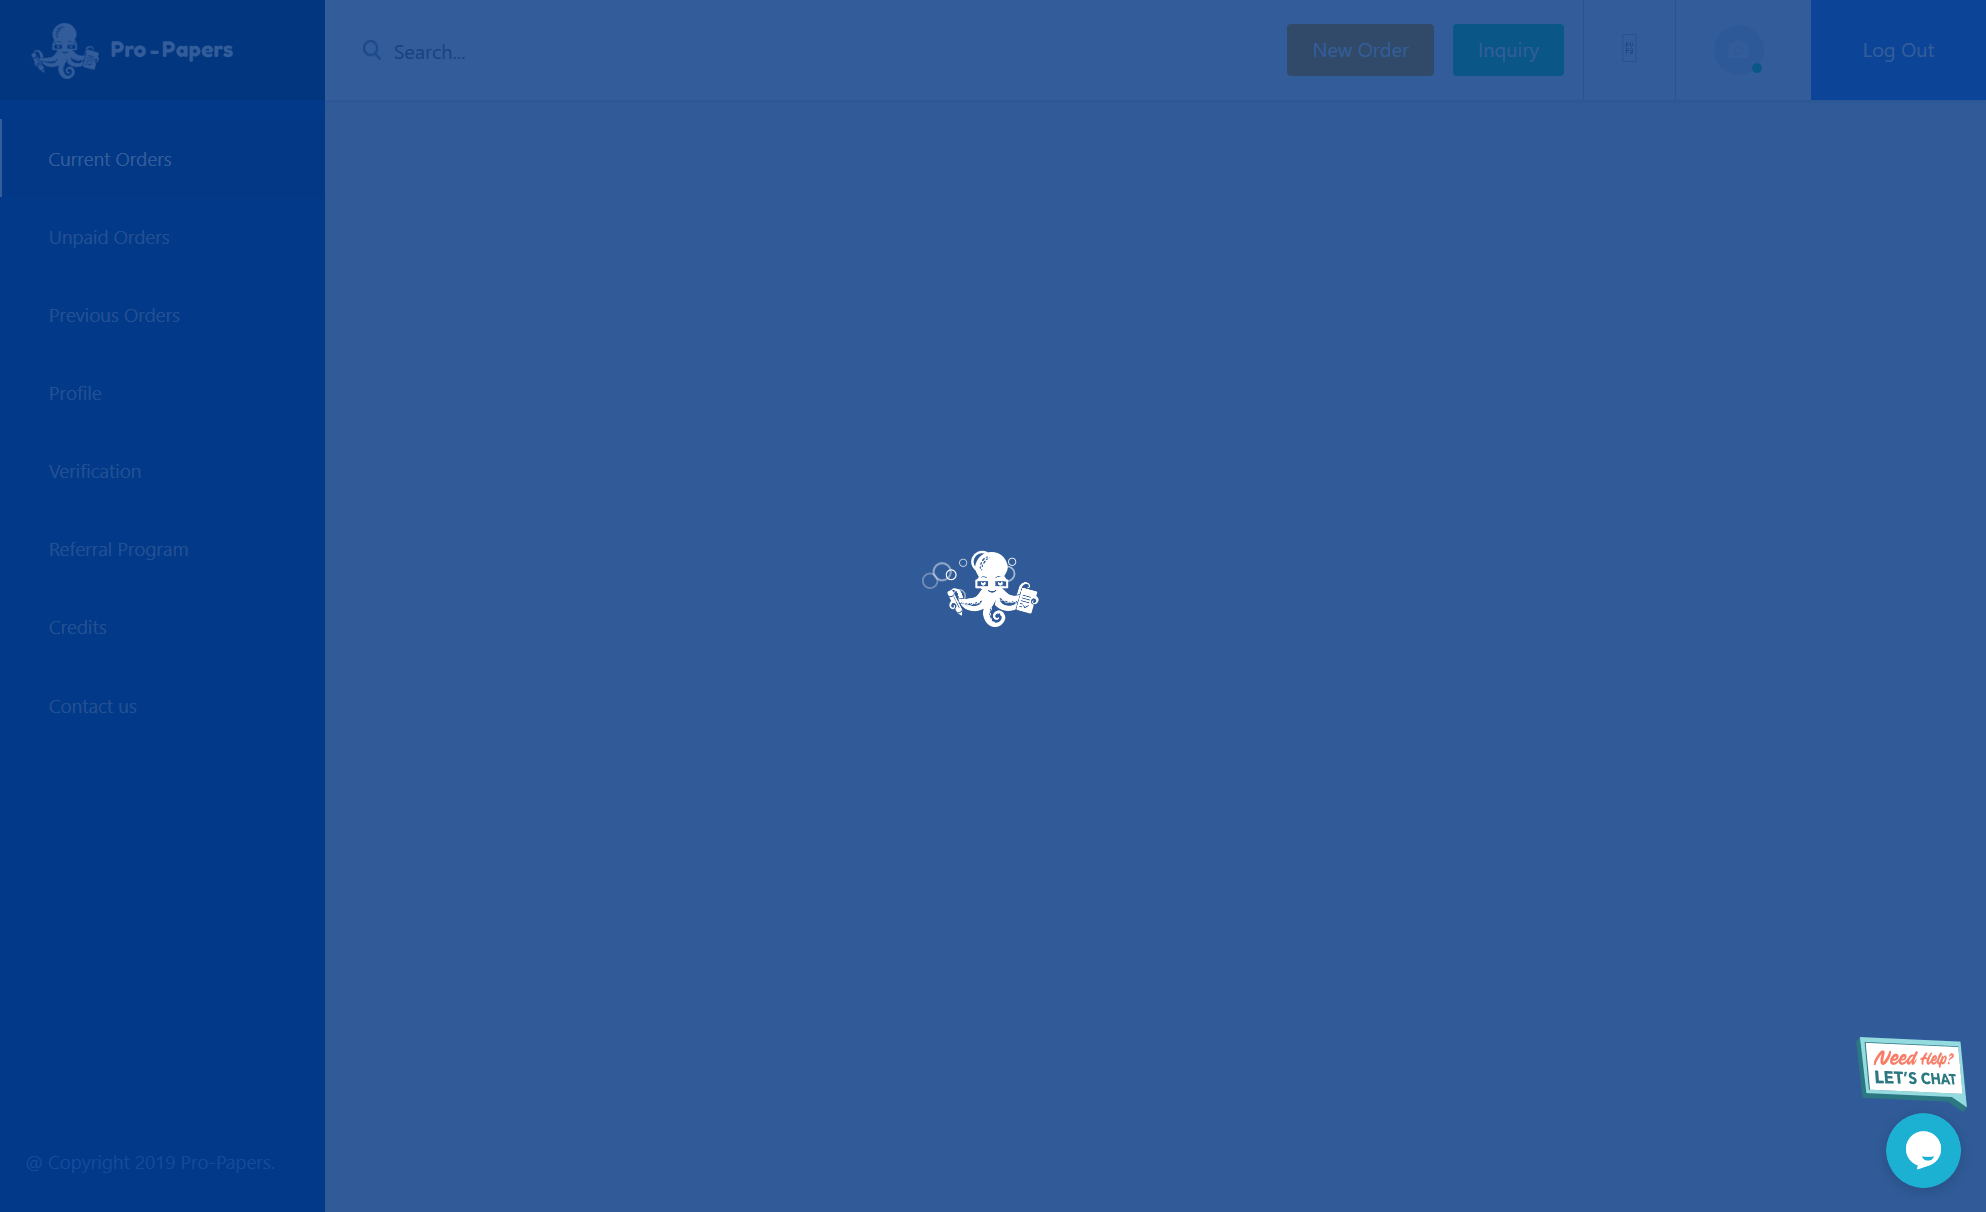 Pro-Papers
Search...
New Order
Inquiry
Log Out
Current Orders
Unpaid Orders
Previous Orders
Profile
Verification
Referral Program
Credits
Contact us
Need Help?
LET'S CHAT
@ Copyright 2019 Pro-Papers.